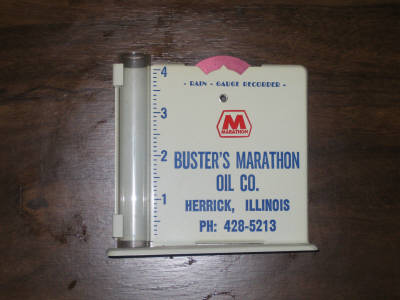 - RAIN - GAUGE RECORDER -
4
3
2
1
M
MARATHON
BUSTER'S MARATHON
OIL CO.
HERRICK, ILLINOIS
PH: 428-5213